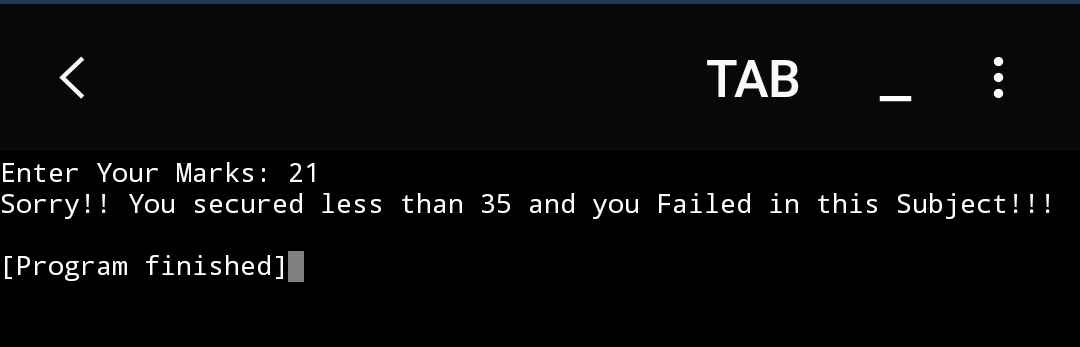 TAB _
Enter Your Marks: 21
Sorry!! You secured less than 35 and you Failed in this Subject!!!
[Program finished]